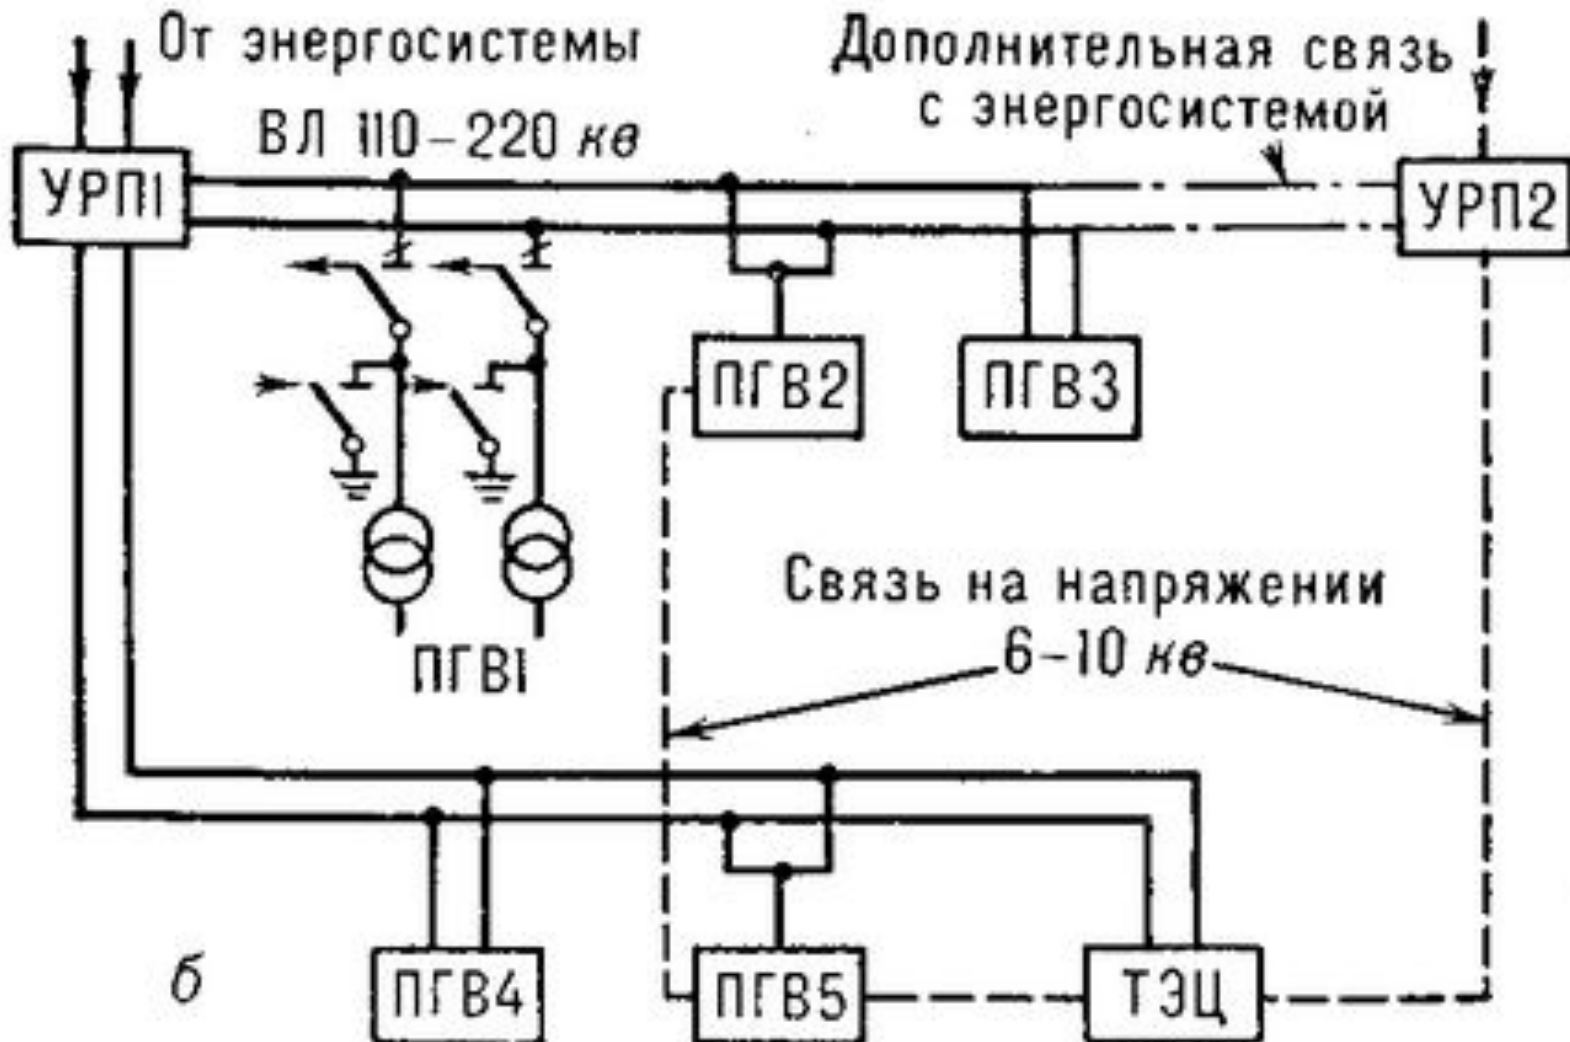 От энергосистемы
Дополнительная связь
с энергосистемой
ВЛ 110-220 кв
УРП1
УРП2
ПГВ2
ПГВ3
Связь на напряжении
6-10 кв
ПГВ1
б
ПГВ4
ПГВ5
ТЭЦ